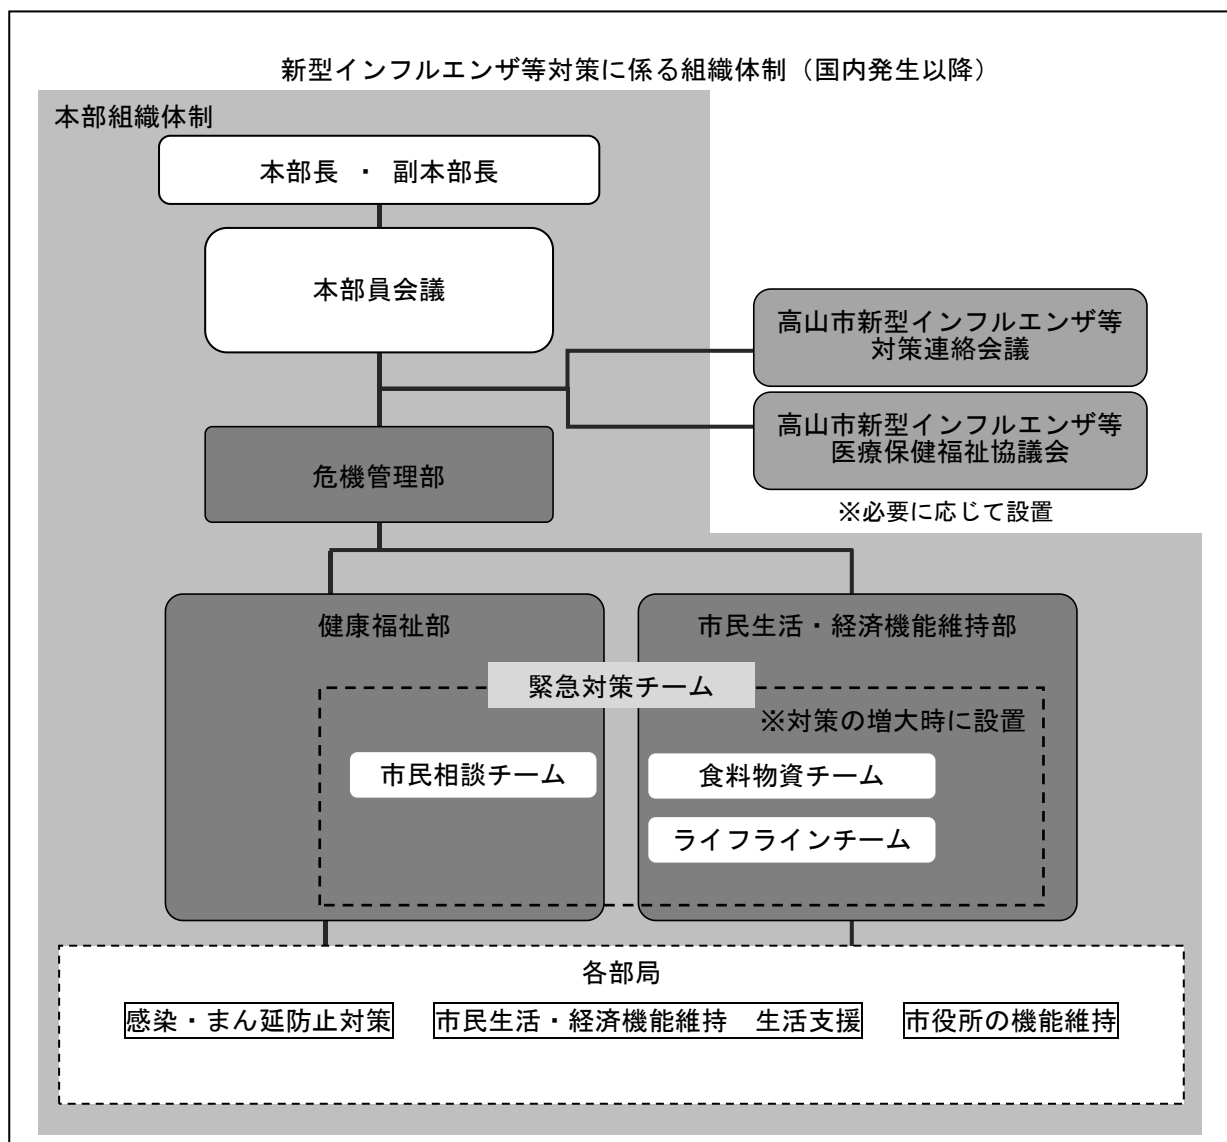 新型インフルエンザ等対策に係る組織体制（国内発生以降）
本部組織体制
本部長 ・ 副本部長
本部員会議
高山市新型インフルエンザ等
対策連絡会議
高山市新型インフルエンザ等
医療保健福祉協議会
※必要に応じて設置
危機管理部
健康福祉部
市民生活・経済機能維持部
緊急対策チーム
※対策の増大時に設置
市民相談チーム
食料物資チーム
ライフラインチーム
各部局
感染・まん延防止対策
市民生活・経済機能維持　生活支援
市役所の機能維持